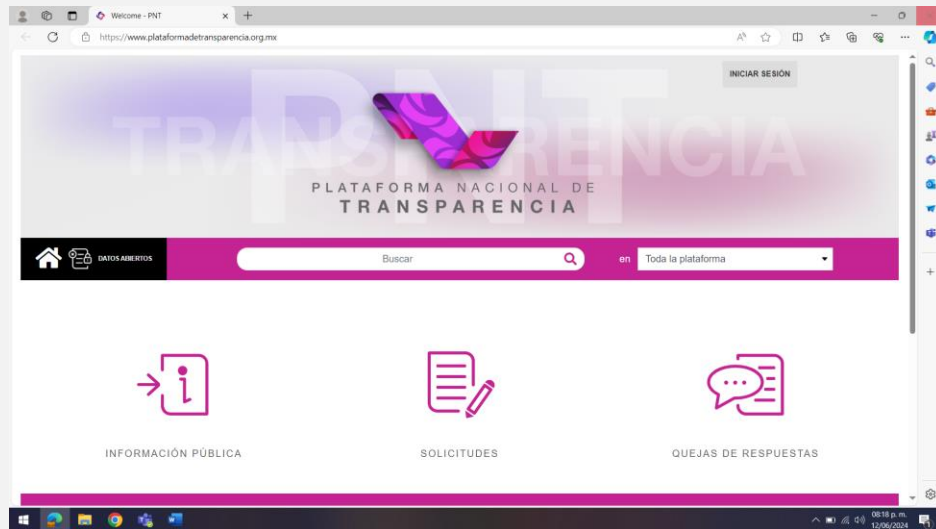 Welcome - PNT
https://www.plataformadetransparencia.org.mx
PNT
TRANSPARENCIA
INICIAR SESIÓN
PLATAFORMA NACIONAL DE
TRANSPARENCIA
DATOS ABIERTOS
Buscar
en
Toda la plataforma
INFORMACIÓN PÚBLICA
SOLICITUDES
QUEJAS DE RESPUESTAS
08:18 p. m.
12/06/2024